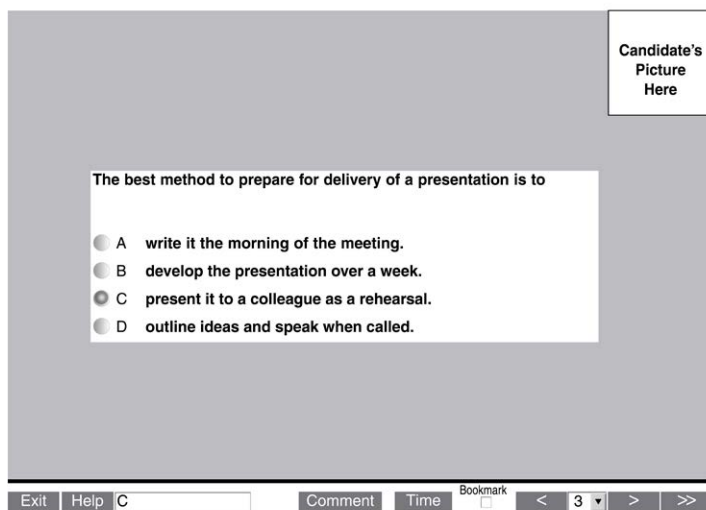 Candidate's
Picture
Here
The best method to prepare for delivery of a presentation is to
A write it the morning of the meeting.
B develop the presentation over a week.
C present it to a colleague as a rehearsal.
D outline ideas and speak when called.
Bookmark
Exit Help C Comment Time < 3 > >>